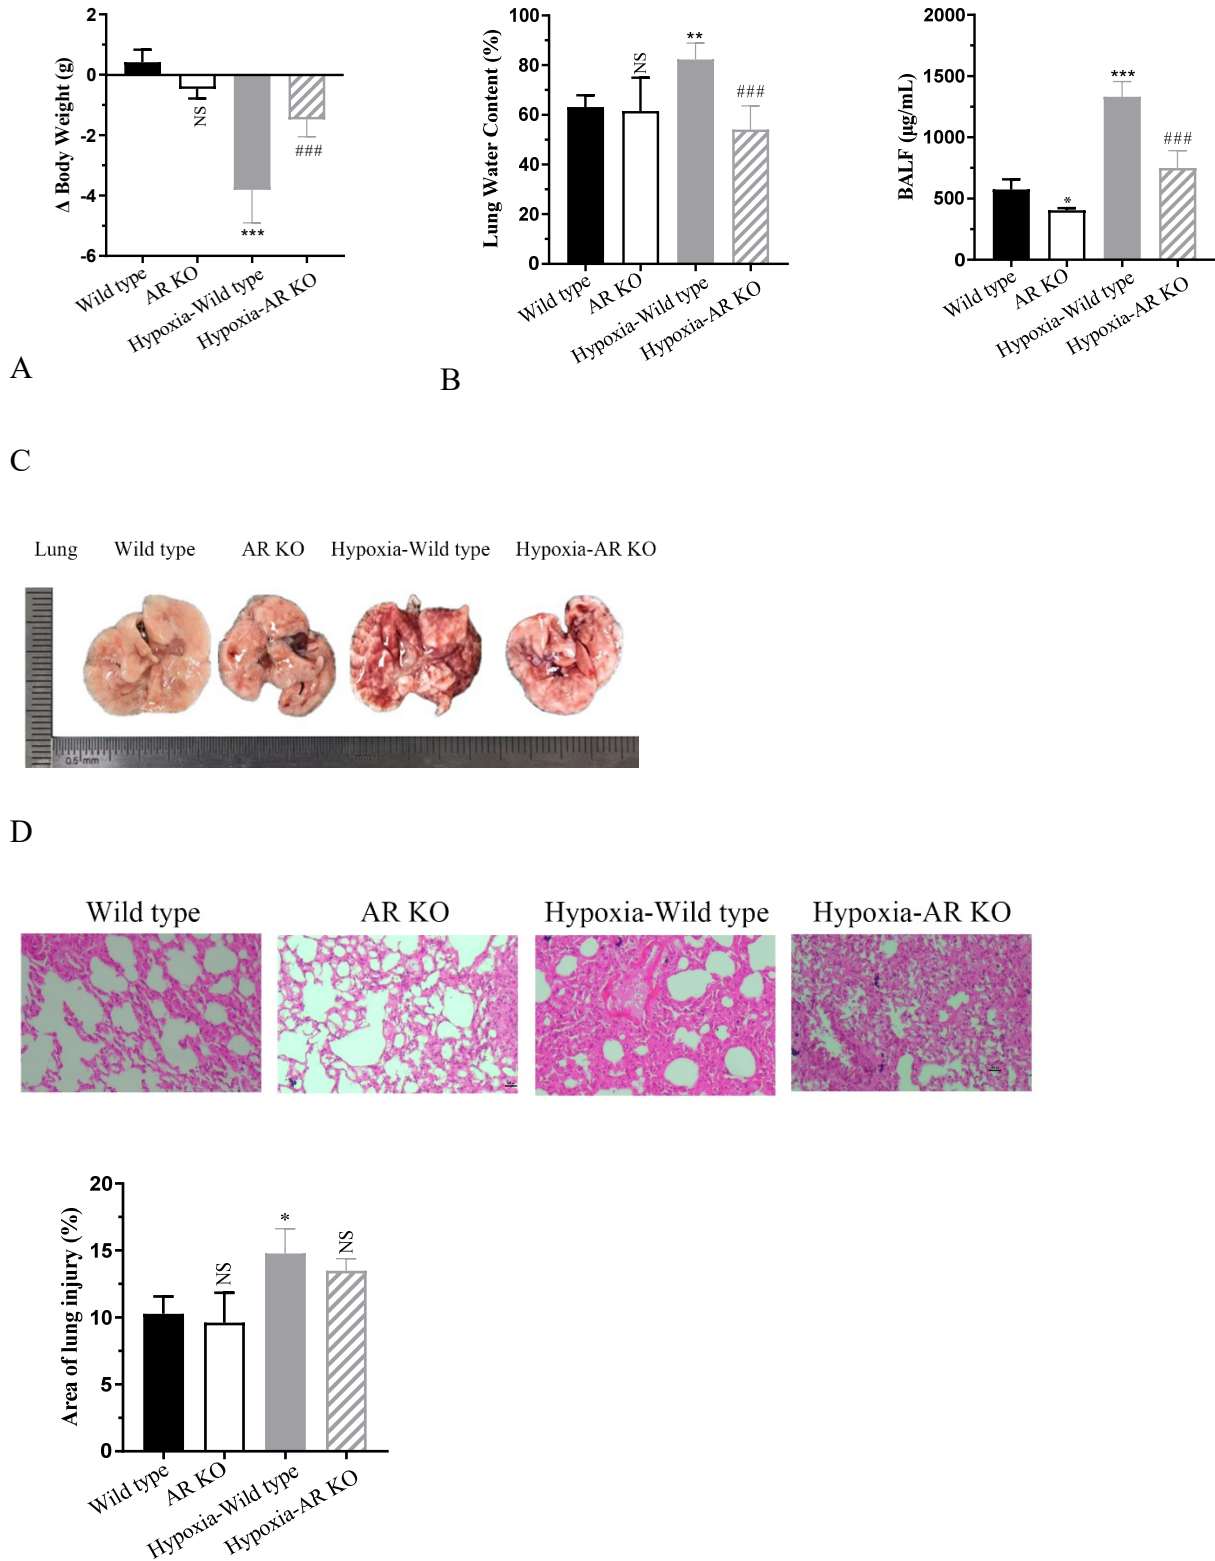 2
0
-2
-4
-6
Δ Body Weight (g)
NS
***
###
Wild type
AR KO
Hypoxia-Wild type
Hypoxia-AR KO
A
100
80
60
40
20
0
Lung Water Content (%)
NS
**
###
Wild type
AR KO
Hypoxia-Wild type
Hypoxia-AR KO
B
2000
1500
1000
500
0
BALF (μg/mL)
*
***
###
Wild type
AR KO
Hypoxia-Wild type
Hypoxia-AR KO
C
Lung Wild type AR KO Hypoxia-Wild type Hypoxia-AR KO
0.5 mm
D
Wild type AR KO Hypoxia-Wild type Hypoxia-AR KO
20
15
10
5
0
Area of lung injury (%)
NS
*
NS
Wild type
AR KO
Hypoxia-Wild type
Hypoxia-AR KO